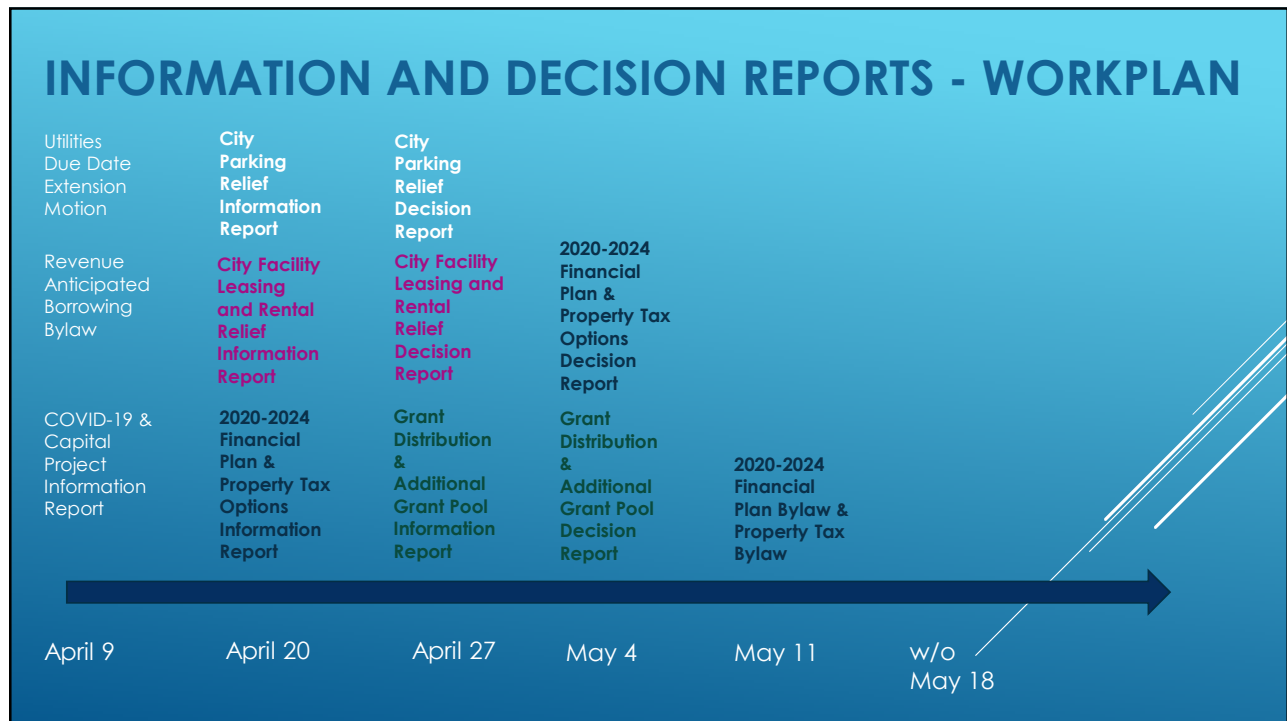 INFORMATION AND DECISION REPORTS - WORKPLAN
Utilities
Due Date
Extension
Motion
Revenue
Anticipated
Borrowing
Bylaw
COVID-19 &
Capital
Project
Information
Report
City
Parking
Relief
Information
Report
City Facility
Leasing
and Rental
Relief
Information
Report
2020-2024
Financial
Plan &
Property Tax
Options
Information
Report
City
Parking
Relief
Decision
Report
City Facility
Leasing and
Rental
Relief
Decision
Report
Grant
Distribution
&
Additional
Grant Pool
Information
Report
2020-2024
Financial
Plan &
Property Tax
Options
Decision
Report
Grant
Distribution
&
Additional
Grant Pool
Decision
Report
2020-2024
Financial
Plan Bylaw &
Property Tax
Bylaw
April 9
April 20
April 27
May 4
May 11
w/o
May 18